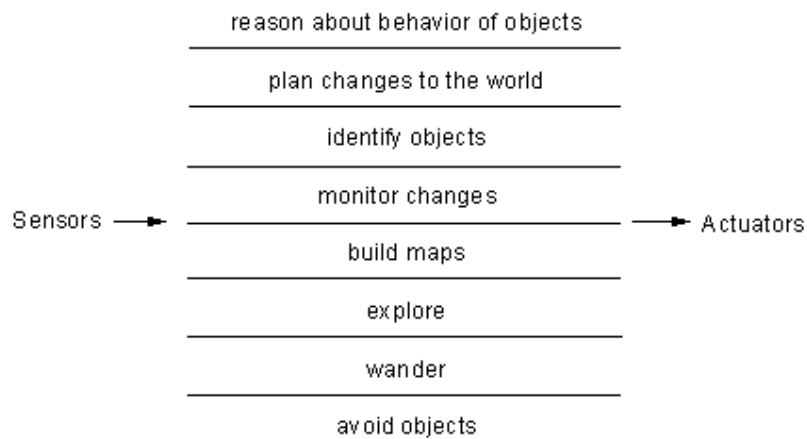 reason about behavior of objects
plan changes to the world
identify objects
monitor changes
Sensors
Actuators
build maps
explore
wander
avoid objects